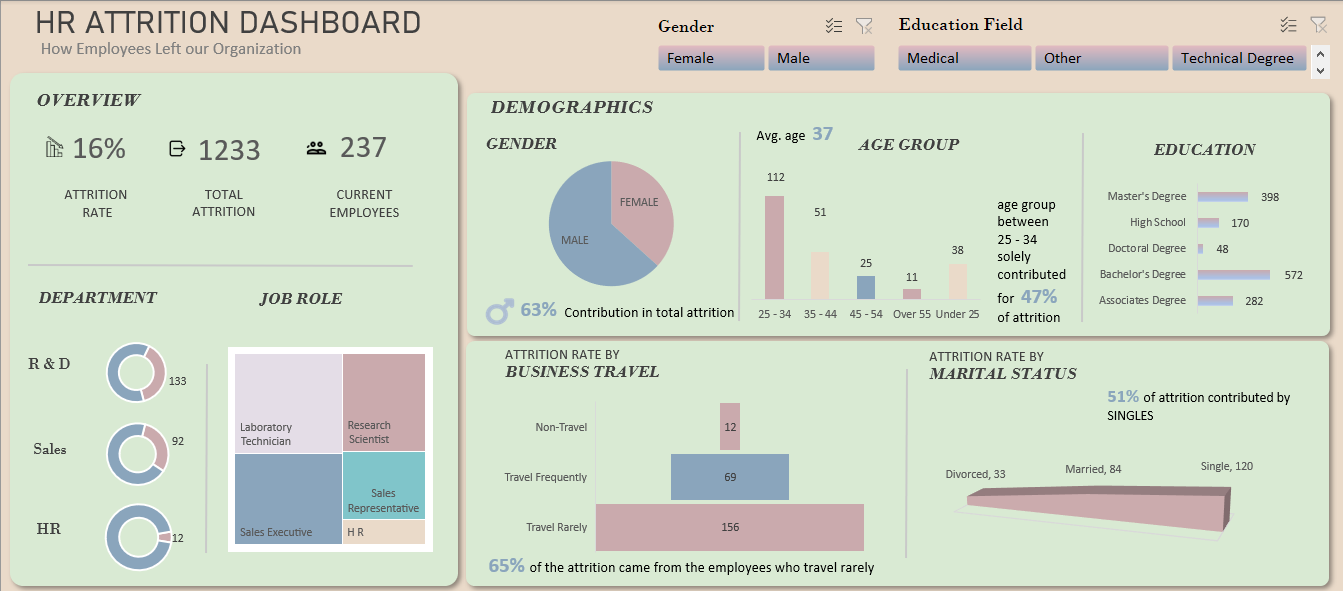 HR ATTRITION DASHBOARD
How Employees Left our Organization
Gender
Female
Male
Education Field
Medical
Other
Technical Degree
OVERVIEW
16%
1233
237
ATTRITION
RATE
TOTAL
ATTRITION
CURRENT
EMPLOYEES
DEPARTMENT
R & D
133
Sales
92
HR
12
JOB ROLE
Laboratory
Technician
Research
Scientist
Sales Executive
Sales
Representative
H R
DEMOGRAPHICS
GENDER
FEMALE
MALE
63% Contribution in total attrition
Avg. age 37
AGE GROUP
112
51
25
11
38
25 - 34
35 - 44
45 - 54
Over 55
Under 25
age group
between
25 - 34
solely
contributed
for 47%
of attrition
EDUCATION
Master's Degree 398
High School 170
Doctoral Degree 48
Bachelor's Degree 572
Associates Degree 282
ATTRITION RATE BY
BUSINESS TRAVEL
Non-Travel 12
Travel Frequently 69
Travel Rarely 156
65% of the attrition came from the employees who travel rarely
ATTRITION RATE BY
MARITAL STATUS
51% of attrition contributed by
SINGLES
Divorced, 33
Married, 84
Single, 120